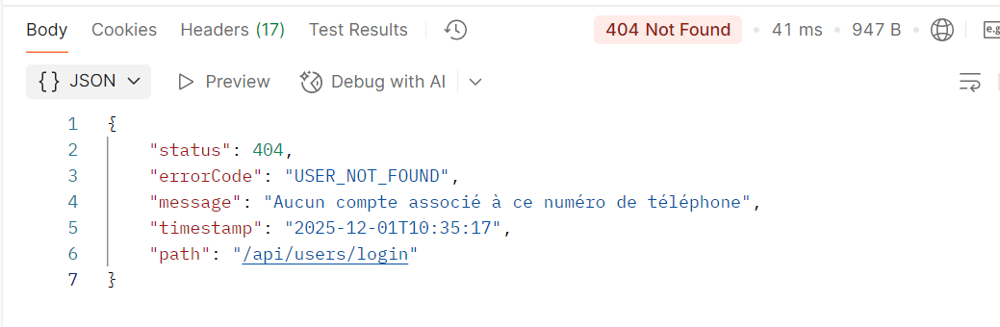 Body Cookies Headers (17) Test Results 404 Not Found • 41 ms • 947 B • e.g
{} JSON Preview Debug with AI
1 {
2 "status": 404,
3 "errorCode": "USER_NOT_FOUND",
4 "message": "Aucun compte associé à ce numéro de téléphone",
5 "timestamp": "2025-12-01T10:35:17",
6 "path": "/api/users/login"
7 }